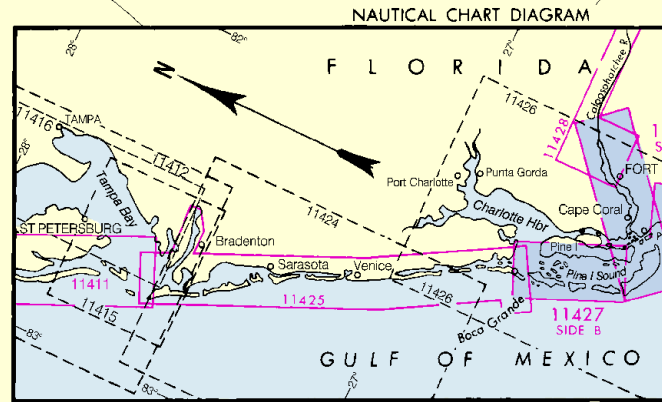 NAUTICAL CHART DIAGRAM
28°
82°
27°
FLORIDA
N
Caloosahatchee R
11426
11416
TAMPA
11428
28°
11412
FORT
Port Charlotte
Punta Gorda
Tampa Bay
11424
Charlotte Hbr
Cape Coral
ST PETERSBURG
Bradenton
Pine I
Sarasota
Venice
Pine I Sound
11411
11425
11426
Boca Grande
11427
SIDE B
11415
83°
GULF OF MEXICO
27°
83°